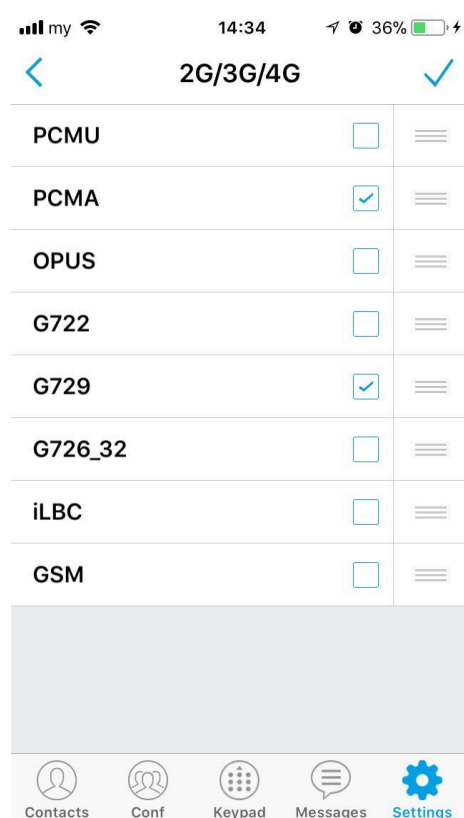 my 14:34 36%
2G/3G/4G
PCMU
PCMA
OPUS
G722
G729
G726_32
iLBC
GSM
Contacts Conf Keypad Messages Settings